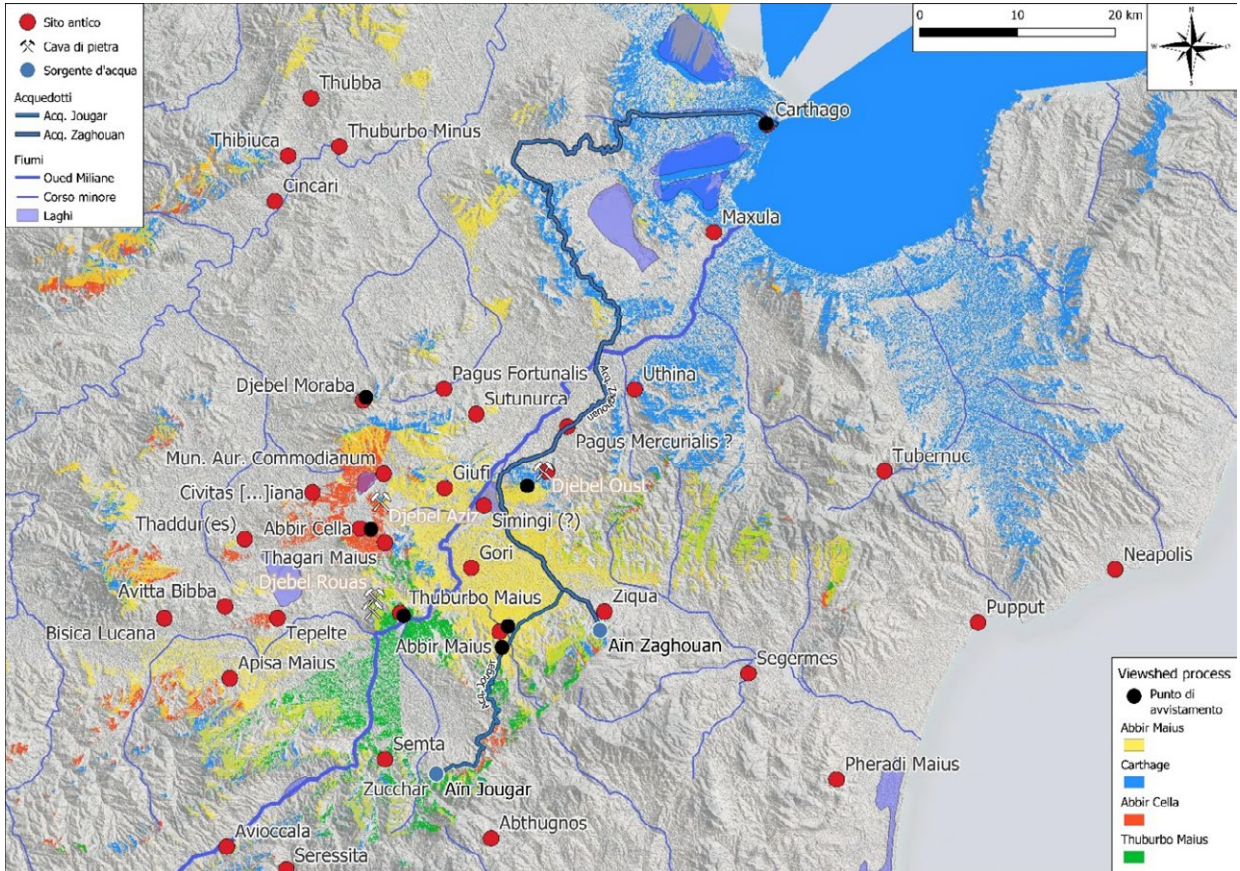 Sito antico
Cava di pietra
Sorgente d'acqua
Acquedotti
Acq. Jougar
Acq. Zaghouan
Fiumi
Oued Miliane
Corso minore
Laghi
0 10 20 km
N
W O
S
Thubba
Thuburbo Minus
Thibiuca
Cincari
Carthago
Maxula
Djebel Moraba
Pagus Fortunalis
Sutunurca
Uthina
Acq. Zaghouan
Pagus Mercurialis ?
Mun. Aur. Commodianum
Giufi
Djebel Oust
Tubernuc
Civitas [...]iana
Djebel Aziz
Simingi (?)
Thaddur(es)
Abbir Cella
Thagari Maius
Gori
Neapolis
Djebel Rouas
Avitta Bibba
Thuburbo Maius
Ziqua
Bisica Lucana
Tepelte
Abbir Maius
Aïn Zaghouan
Pupput
Apisa Maius
Acq. Jougar
Segermes
Semta
Zucchar
Aïn Jougar
Pheradi Maius
Avioccala
Abthugnos
Seressita
Viewshed process
Punto di
avvistamento
Abbir Maius
Carthage
Abbir Cella
Thuburbo Maius